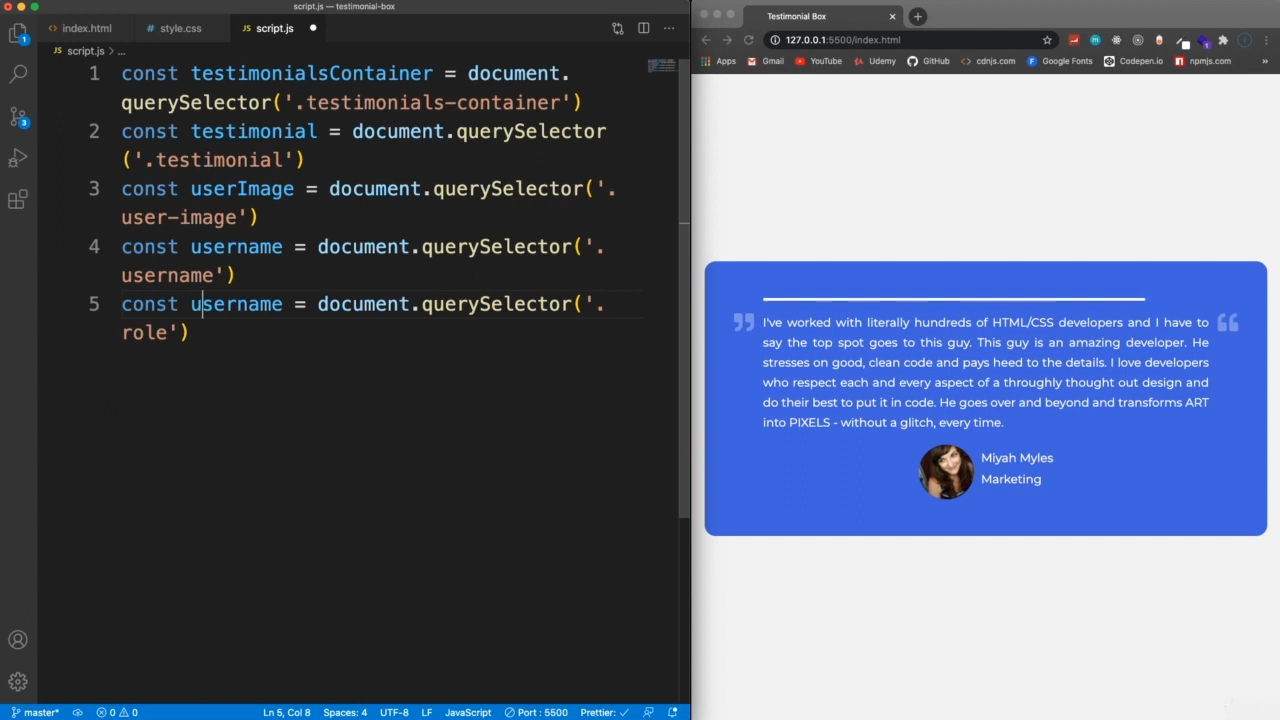 script.js — testimonial-box
index.html
style.css
JS script.js
JS script.js > ...
1 const testimonialsContainer = document.
querySelector('.testimonials-container')
2 const testimonial = document.querySelector
('.testimonial')
3 const userImage = document.querySelector('.
user-image')
4 const username = document.querySelector('.
username')
5 const username = document.querySelector('.
role')
1
3
master*
0 0
Ln 5, Col 8
Spaces: 4
UTF-8
LF
JavaScript
Port : 5500
Prettier: ✓
Testimonial Box
127.0.0.1:5500/index.html
Apps
Gmail
YouTube
Udemy
GitHub
cdnjs.com
Google Fonts
Codepen.io
npmjs.com
»
I've worked with literally hundreds of HTML/CSS developers and I have to
say the top spot goes to this guy. This guy is an amazing developer. He
stresses on good, clean code and pays heed to the details. I love developers
who respect each and every aspect of a throughly thought out design and
do their best to put it in code. He goes over and beyond and transforms ART
into PIXELS - without a glitch, every time.
Miyah Myles
Marketing